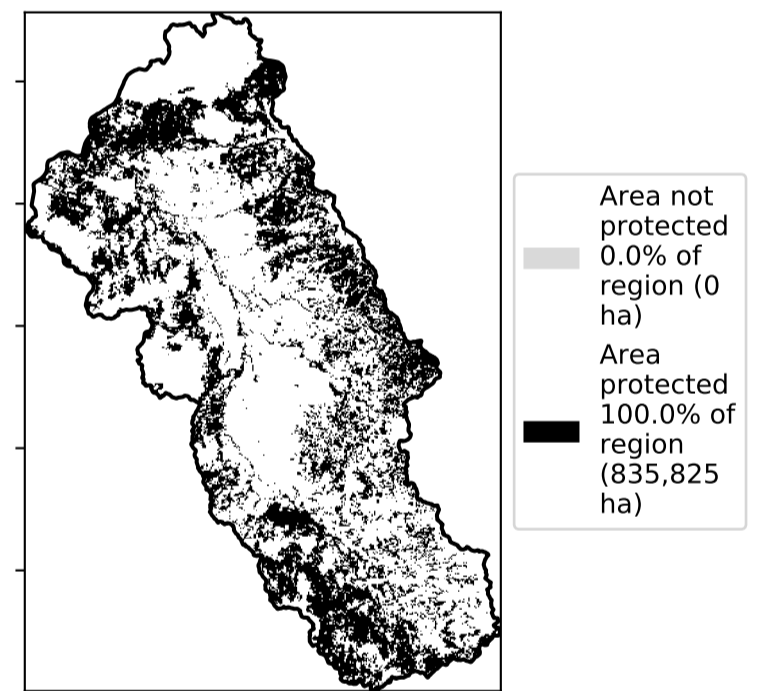 Area not
protected
0.0% of
region (0
ha)
Area
protected
100.0% of
region
(835,825
ha)